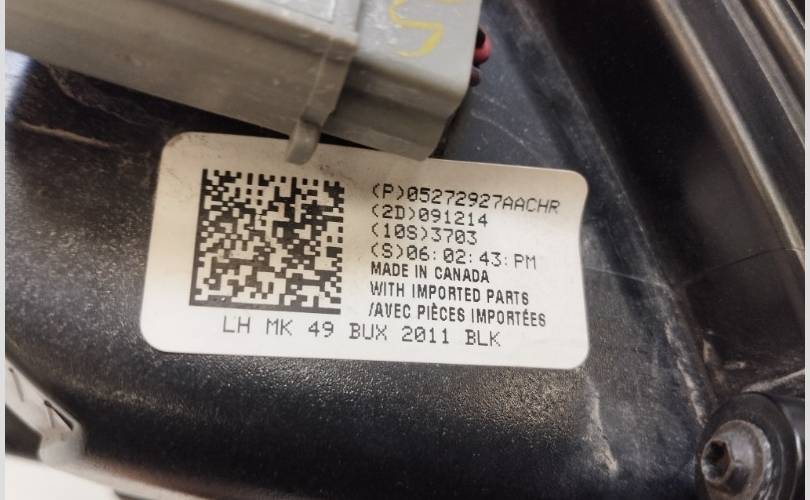 (P)05272927AACHR
(2D)091214
(10S)3703
(S)06:02:43:PM
MADE IN CANADA
WITH IMPORTED PARTS
/AVEC PIÈCES IMPORTÉES
LH MK 49 BUX 2011 BLK